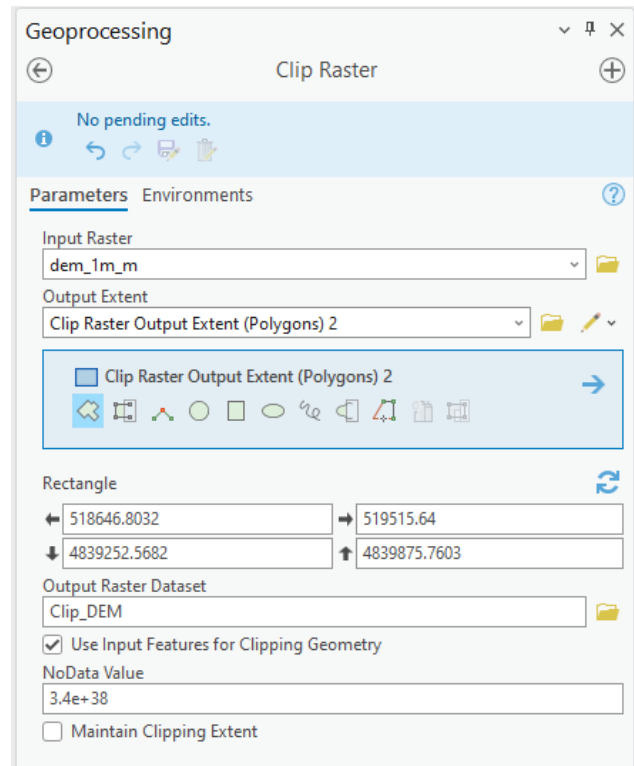 Geoprocessing
Clip Raster
No pending edits.
Parameters Environments
Input Raster
dem_1m_m
Output Extent
Clip Raster Output Extent (Polygons) 2
Clip Raster Output Extent (Polygons) 2
Rectangle
518646.8032 519515.64
4839252.5682 4839875.7603
Output Raster Dataset
Clip_DEM
Use Input Features for Clipping Geometry
NoData Value
3.4e+38
Maintain Clipping Extent